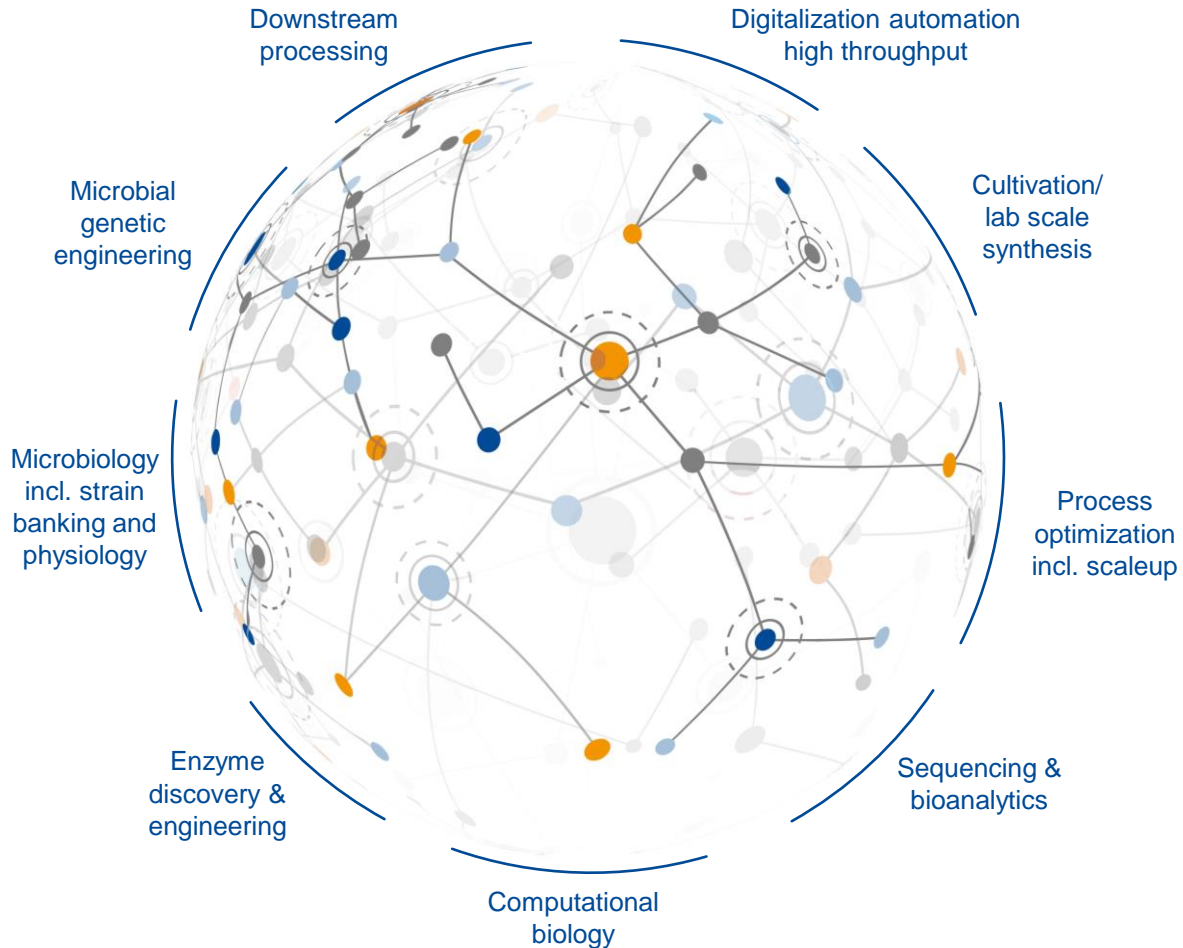 Downstream
processing
Digitalization automation
high throughput
Microbial
genetic
engineering
Cultivation/
lab scale
synthesis
Microbiology
incl. strain
banking and
physiology
Process
optimization
incl. scaleup
Enzyme
discovery &
engineering
Sequencing &
bioanalytics
Computational
biology